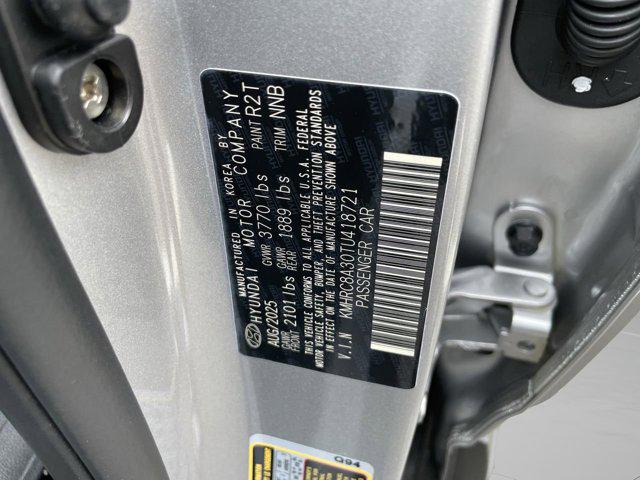 MANUFACTURED IN KOREA BY
HYUNDAI MOTOR COMPANY
AUG/2025 GVWR 3770 lbs PAINT R2T
GAWR FRONT 2101 lbs GAWR REAR 1889 lbs TRIM NNB
THIS VEHICLE CONFORMS TO ALL APPLICABLE U.S.A. FEDERAL
MOTOR VEHICLE SAFETY, BUMPER, AND THEFT PREVENTION STANDARDS
IN EFFECT ON THE DATE OF MANUFACTURE SHOWN ABOVE
V.I.N KMHRC8A30TU418721
PASSENGER CAR
G94